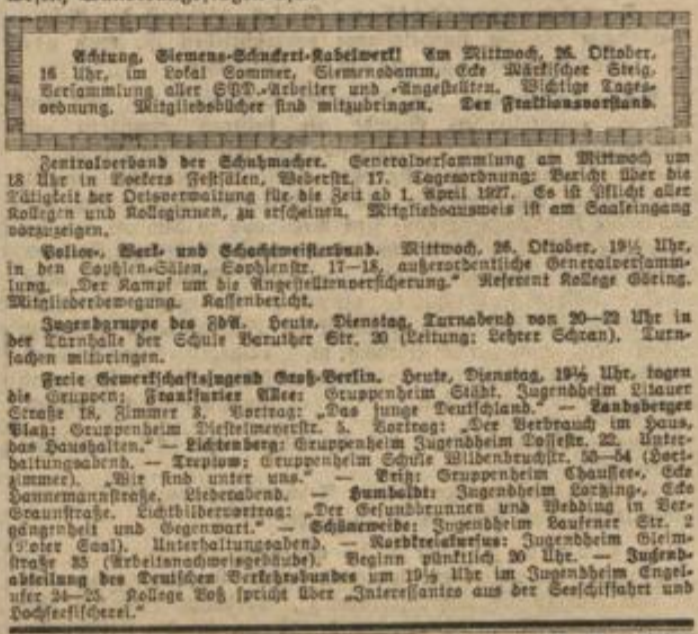 Achtung, Siemens-Schuckert-Kabelwerk! Am Mittwoch, 26. Oktober,
16 Uhr, im Lokal Sommer, Siemensdamm, Ecke Märkischer Steig,
Versammlung aller SPD.-Arbeiter und -Angestellten. Wichtige Tages-
ordnung. Mitgliedsbücher sind mitzubringen. Der Fraktionsvorstand.
Zentralverband der Schuhmacher. Generalversammlung am Mittwoch um
18 Uhr in Boekers Festsälen, Weberstr. 17. Tagesordnung: Bericht über die
Tätigkeit der Ortsverwaltung für die Zeit ab 1. April 1927. Es ist Pflicht aller
Kollegen und Kolleginnen, zu erscheinen. Mitgliedsausweis ist am Saaleingang
vorzuzeigen.
Polier-, Werk- und Schachtmeisterbund. Mittwoch, 26. Oktober, 19½ Uhr,
in den Sophien-Sälen, Sophienstr. 17—18, außerordentliche Generalversamm-
lung. „Der Kampf um die Angestelltenversicherung." Referent Kollege Göring.
Mitgliederbewegung. Kassenbericht.
Jugendgruppe des ZdA. Heute, Dienstag, Turnabend von 20—22 Uhr in
der Turnhalle der Schule Baruther Str. 20 (Leitung: Lehrer Schran). Turn-
sachen mitbringen.
Freie Gewerkschaftsjugend Groß-Berlin. Heute, Dienstag, 19½ Uhr, tagen
die Gruppen: Frankfurter Allee: Gruppenheim Städt. Jugendheim Litauer
Straße 18, Zimmer 3. Vortrag: „Das junge Deutschland." — Landsberger
Platz: Gruppenheim Diestelmeyerstr. 5. Vortrag: „Der Verbrauch im Haus,
das Haushalten." — Lichtenberg: Gruppenheim Jugendheim Dossestr. 22. Unter-
haltungsabend. — Treptow: Gruppenheim Schule Wildenbruchstr. 53—54 (Hort-
zimmer). „Wir sind unter uns." — Britz: Gruppenheim Chaussee-, Ecke
Hannemannstraße. Liederabend. — Humboldt: Jugendheim Lortzing-, Ecke
Graunstraße. Lichtbildervortrag: „Der Gesundbrunnen und Wedding in Ver-
gangenheit und Gegenwart." — Schöneweide: Jugendheim Laufener Str. 2
(Roter Saal). Unterhaltungsabend. — Nordkreiskursus: Jugendheim Gleim-
straße 35 (Arbeitsnachweisgebäude). Beginn pünktlich 20 Uhr. — Jugend-
abteilung des Deutschen Verkehrsbundes um 19½ Uhr im Jugendheim Engel-
ufer 24—25. Kollege Voß spricht über „Interessantes aus der Seeschiffahrt und
Hochseefischerei."